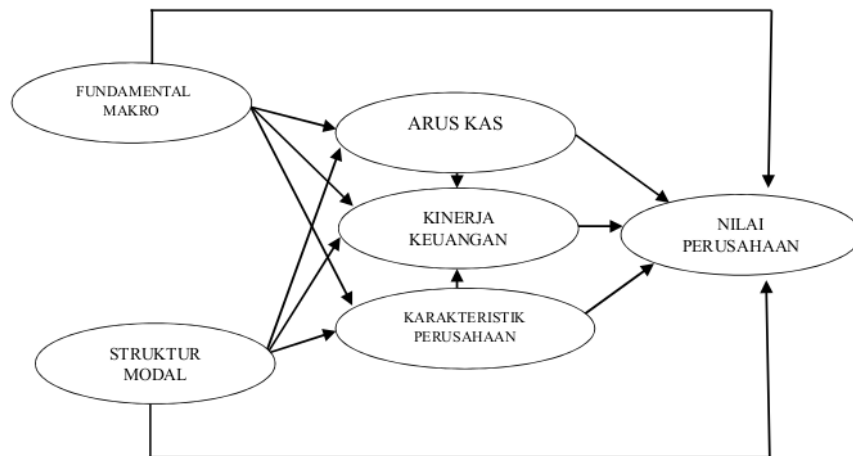 FUNDAMENTAL
MAKRO
ARUS KAS
KINERJA
KEUANGAN
NILAI
PERUSAHAAN
KARAKTERISTIK
PERUSAHAAN
STRUKTUR
MODAL